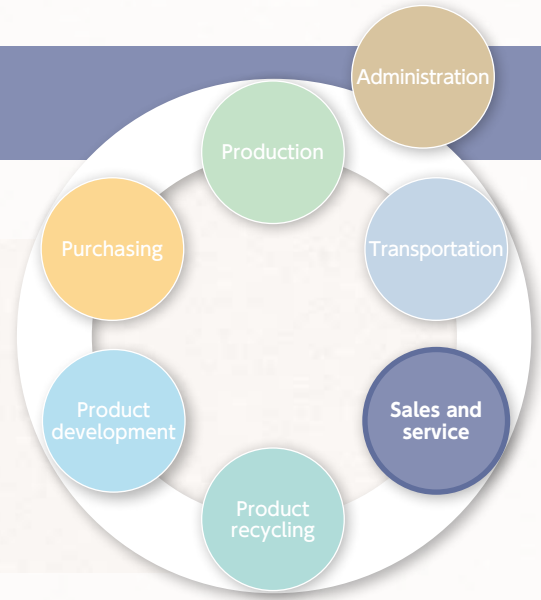 Administration
Production
Purchasing
Transportation
Product
development
Sales and
service
Product
recycling